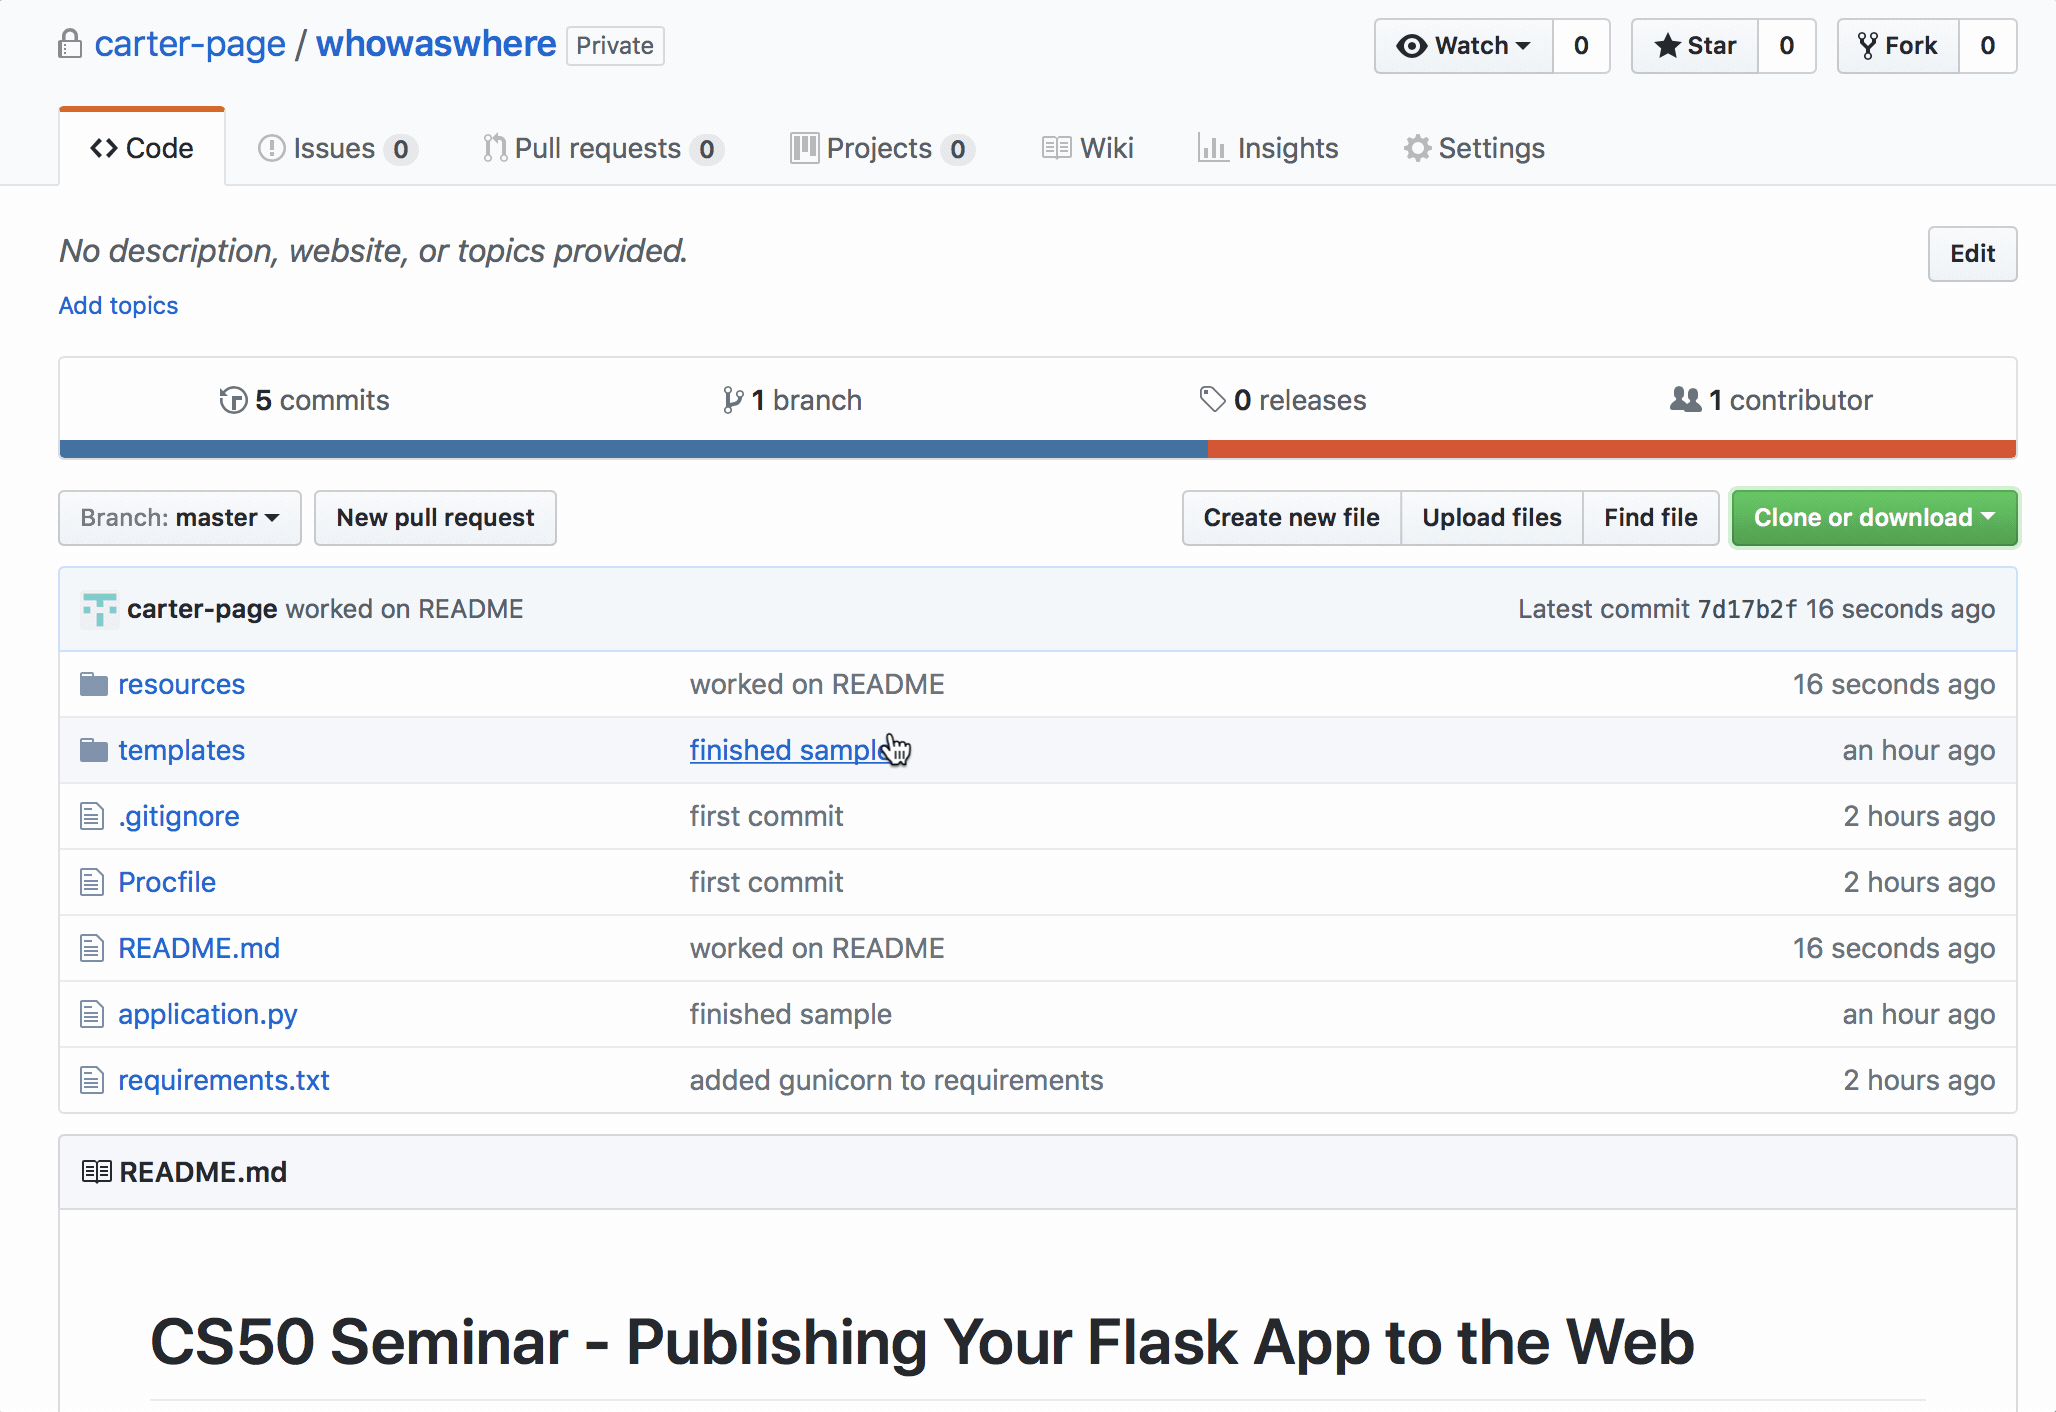 carter-page / whowaswhere Private Watch 0 Star 0 Fork 0
Code Issues 0 Pull requests 0 Projects 0 Wiki Insights Settings
No description, website, or topics provided. Edit
Add topics
5 commits 1 branch 0 releases 1 contributor
Branch: master New pull request Create new file Upload files Find file Clone or download
carter-page worked on README Latest commit 7d17b2f 16 seconds ago
resources worked on README 16 seconds ago
templates finished sample an hour ago
.gitignore first commit 2 hours ago
Procfile first commit 2 hours ago
README.md worked on README 16 seconds ago
application.py finished sample an hour ago
requirements.txt added gunicorn to requirements 2 hours ago
README.md
CS50 Seminar - Publishing Your Flask App to the Web